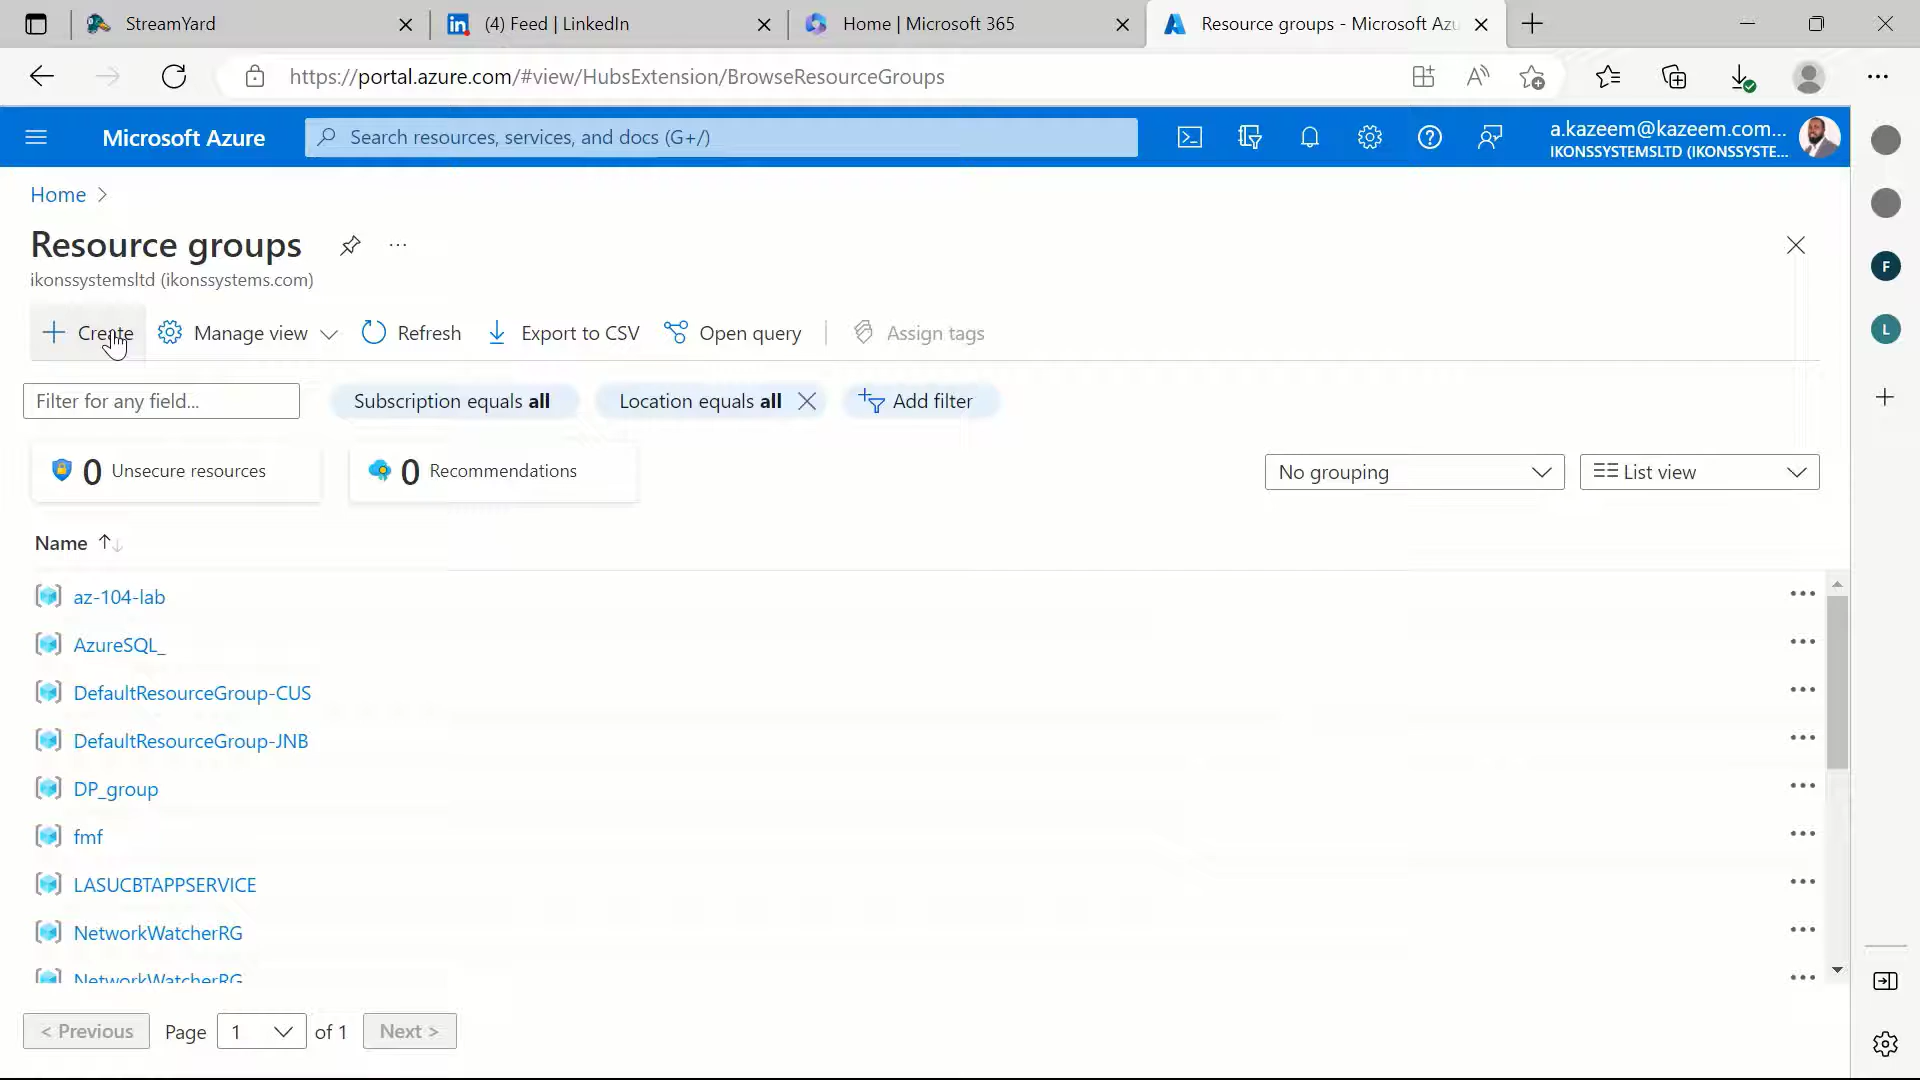 StreamYard
(4) Feed | LinkedIn
Home | Microsoft 365
Resource groups - Microsoft Azu
https://portal.azure.com/#view/HubsExtension/BrowseResourceGroups
Microsoft Azure
Search resources, services, and docs (G+/)
a.kazeem@kazeem.com...
IKONSSYSTEMSLTD (IKONSSYSTE...
Home
Resource groups
ikonssystemsltd (ikonssystems.com)
Create
Manage view
Refresh
Export to CSV
Open query
Assign tags
Filter for any field...
Subscription equals all
Location equals all
Add filter
0 Unsecure resources
0 Recommendations
No grouping
List view
Name
az-104-lab
AzureSQL_
DefaultResourceGroup-CUS
DefaultResourceGroup-JNB
DP_group
fmf
LASUCBTAPPSERVICE
NetworkWatcherRG
NetworkWatcherRG
< Previous
Page
1
of 1
Next >
F
L